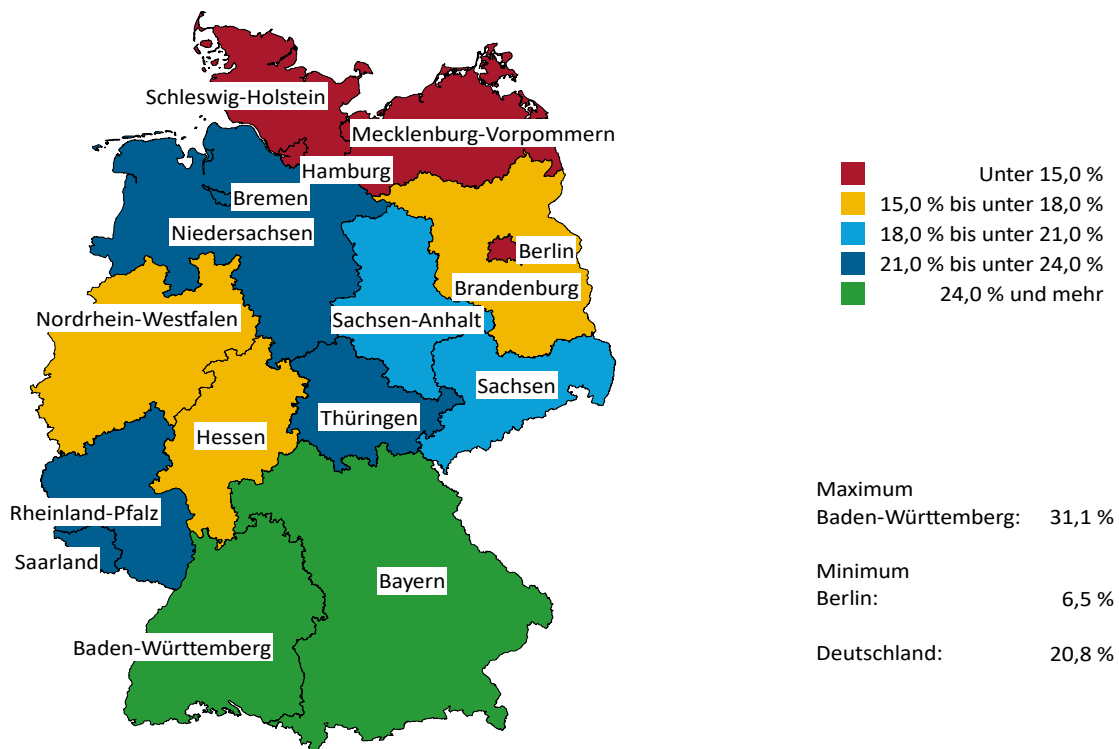 Schleswig-Holstein
Mecklenburg-Vorpommern
Hamburg
Bremen
Niedersachsen
Berlin
Brandenburg
Nordrhein-Westfalen
Sachsen-Anhalt
Sachsen
Thüringen
Hessen
Rheinland-Pfalz
Saarland
Bayern
Baden-Württemberg
Unter 15,0 %
15,0 % bis unter 18,0 %
18,0 % bis unter 21,0 %
21,0 % bis unter 24,0 %
24,0 % und mehr
Maximum
Baden-Württemberg: 31,1 %
Minimum
Berlin: 6,5 %
Deutschland: 20,8 %